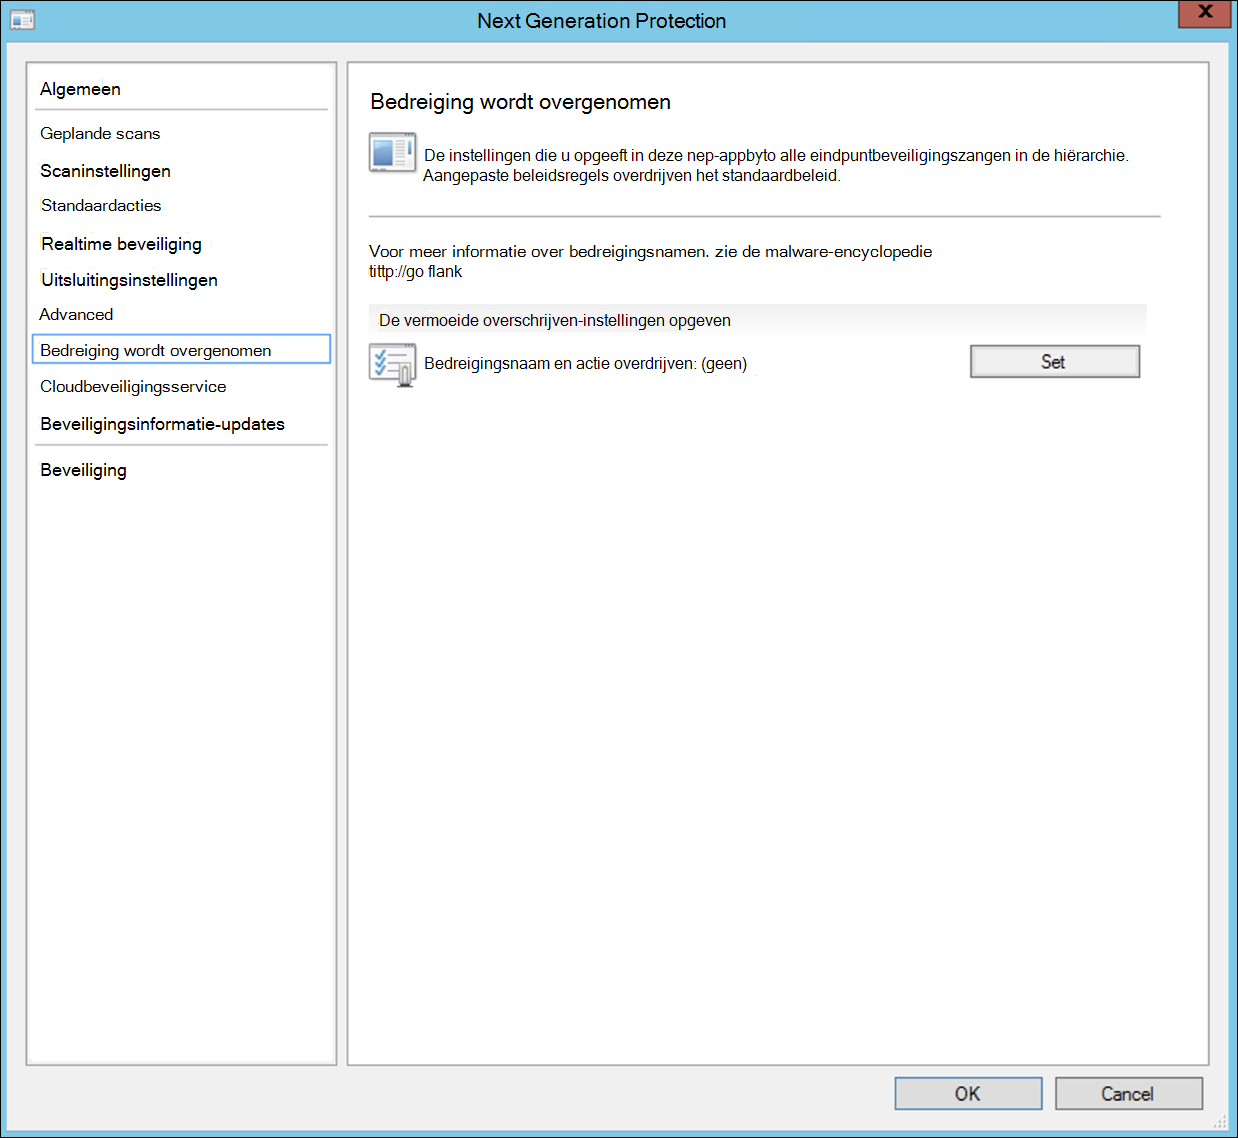 Next Generation Protection
X
Algemeen
Geplande scans
Scaninstellingen
Standaardacties
Realtime beveiliging
Uitsluitingsinstellingen
Advanced
Bedreiging wordt overgenomen
Cloudbeveiligingsservice
Beveiligingsinformatie-updates
Beveiliging
Bedreiging wordt overgenomen
De instellingen die u opgeeft in deze nep-appbyto alle eindpuntbeveiligingszangen in de hiërarchie.
Aangepaste beleidsregels overdrijven het standaardbeleid.
Voor meer informatie over bedreigingsnamen. zie de malware-encyclopedie
tittp://go flank
De vermoeide overschrijven-instellingen opgeven
Bedreigingsnaam en actie overdrijven: (geen)
Set
OK
Cancel